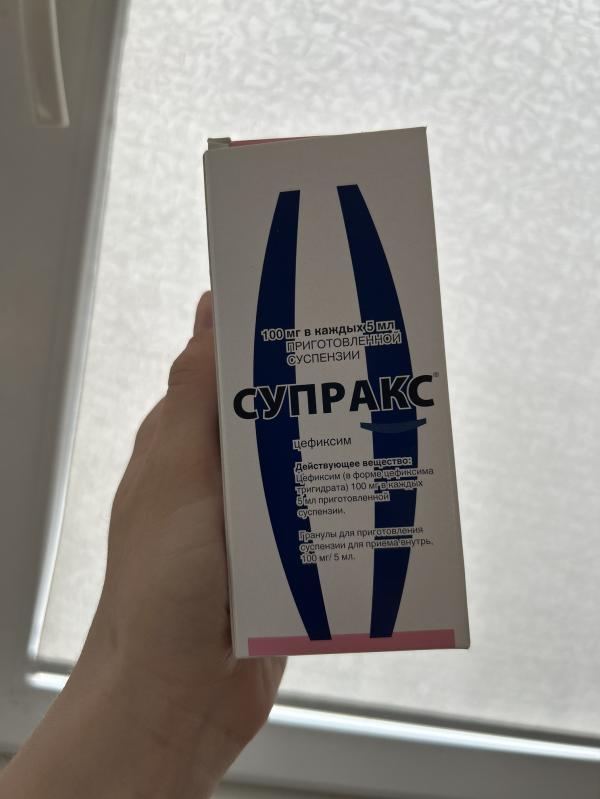 100 мг в каждых 5 мл
ПРИГОТОВЛЕННОЙ
СУСПЕНЗИИ
СУПРАКС®
цефиксим
Действующее вещество:
Цефиксим (в форме цефиксима
тригидрата) 100 мг в каждых
5 мл приготовленной
суспензии.
Гранулы для приготовления
суспензии для приема внутрь,
100 мг/ 5 мл.